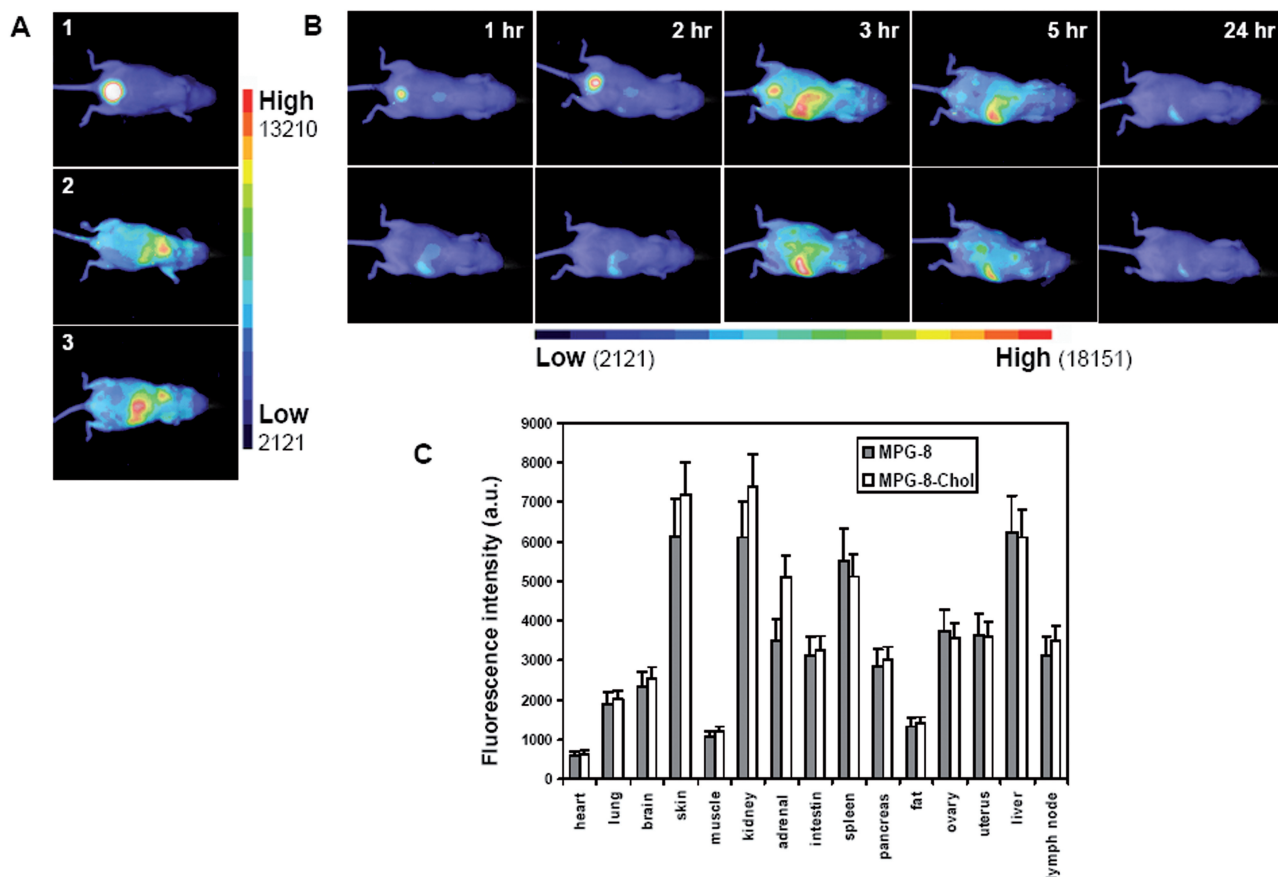 A
1
2
3
High
13210
Low
2121
B
1 hr
2 hr
3 hr
5 hr
24 hr
Low (2121)
High (18151)
C
Fluorescence intensity (a.u.)
9000
8000
7000
6000
5000
4000
3000
2000
1000
0
MPG-8
MPG-8-Chol
heart
lung
brain
skin
muscle
kidney
adrenal
intestin
spleen
pancreas
fat
ovary
uterus
liver
lymph node